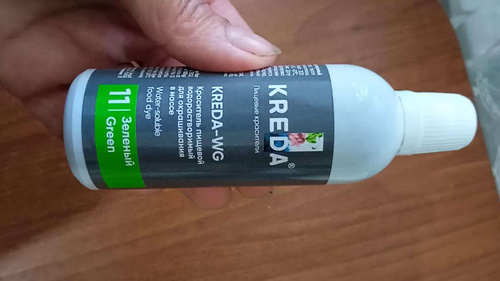 KREDA®
Пищевые красители
KREDA-WG
Краситель пищевой
водорастворимый
для окрашивания
в массе
Water-soluble
food dye
11 Зеленый
Green